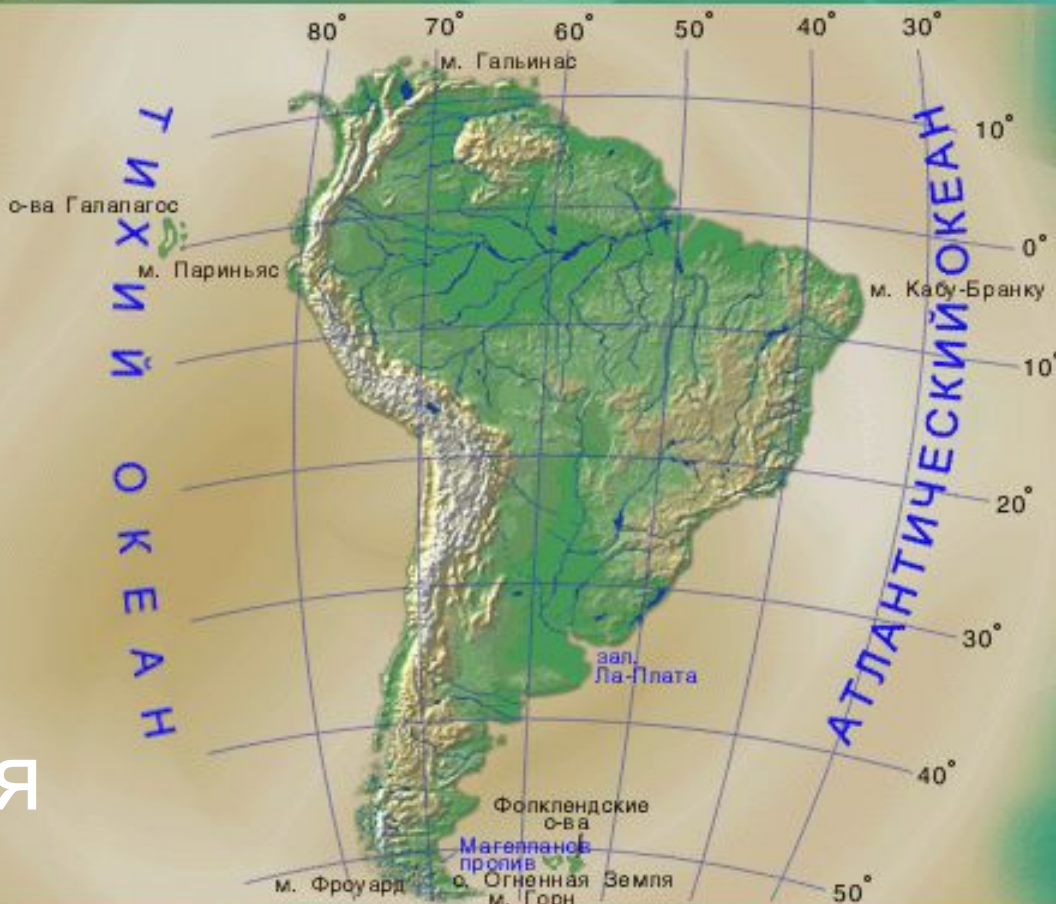 80° 70° 60° 50° 40° 30°
м. Гальинас
10°
о-ва Галапагос
0°
м. Париньяс
м. Кабу-Бранку
10°
ТИХИЙ ОКЕАН
АТЛАНТИЧЕСКИЙ ОКЕАН
20°
30°
зал.
Ла-Плата
40°
я
Фолклендские
о-ва
Магелланов
пролив
м. Фроуард
о. Огненная Земля
м. Горн
50°